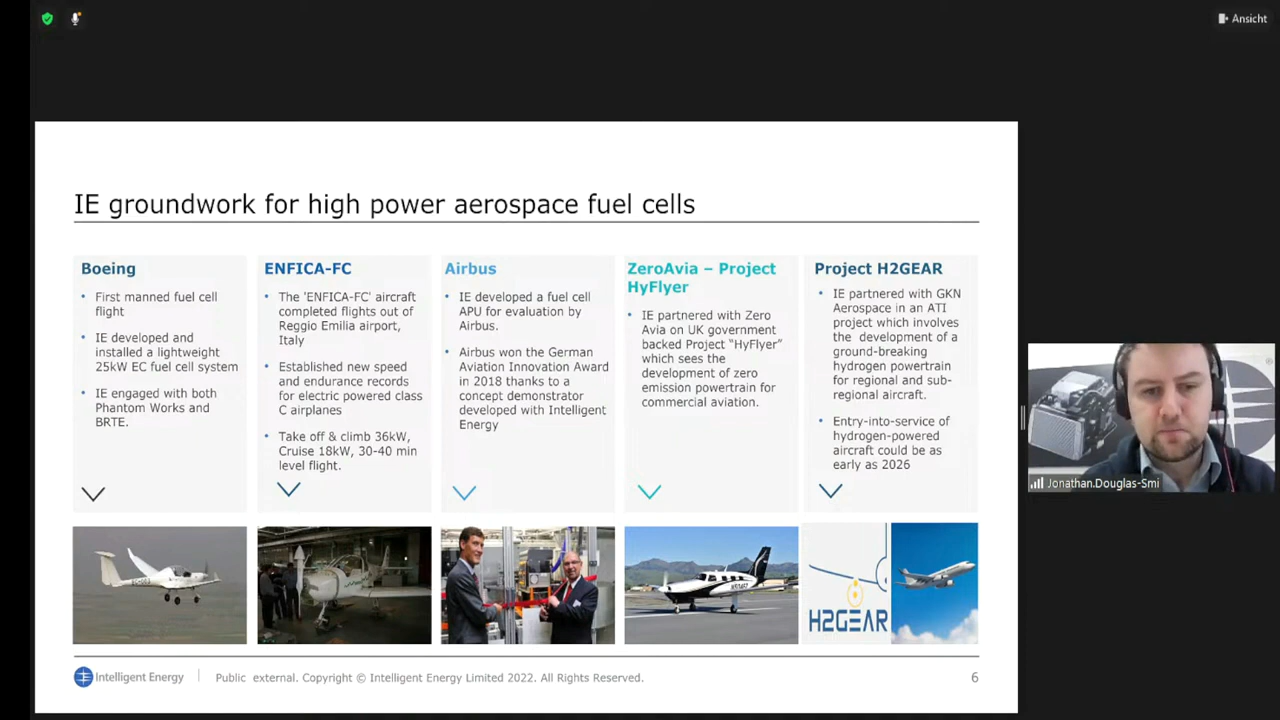 Ansicht
IE groundwork for high power aerospace fuel cells
Boeing
• First manned fuel cell
flight
• IE developed and
installed a lightweight
25kW EC fuel cell system
• IE engaged with both
Phantom Works and
BRTE.
ENFICA-FC
• The 'ENFICA-FC' aircraft
completed flights out of
Reggio Emilia airport,
Italy
• Established new speed
and endurance records
for electric powered class
C airplanes
• Take off & climb 36kW,
Cruise 18kW, 30-40 min
level flight.
Airbus
• IE developed a fuel cell
APU for evaluation by
Airbus.
• Airbus won the German
Aviation Innovation Award
in 2018 thanks to a
concept demonstrator
developed with Intelligent
Energy
ZeroAvia – Project
HyFlyer
• IE partnered with Zero
Avia on UK government
backed Project “HyFlyer”
which sees the
development of zero
emission powertrain for
commercial aviation.
Project H2GEAR
• IE partnered with GKN
Aerospace in an ATI
project which involves
the development of a
ground-breaking
hydrogen powertrain
for regional and sub-
regional aircraft.
• Entry-into-service of
hydrogen-powered
aircraft could be as
early as 2026
H2GEAR
Jonathan.Douglas-Smi
Intelligent Energy
Public external. Copyright © Intelligent Energy Limited 2022. All Rights Reserved.
6